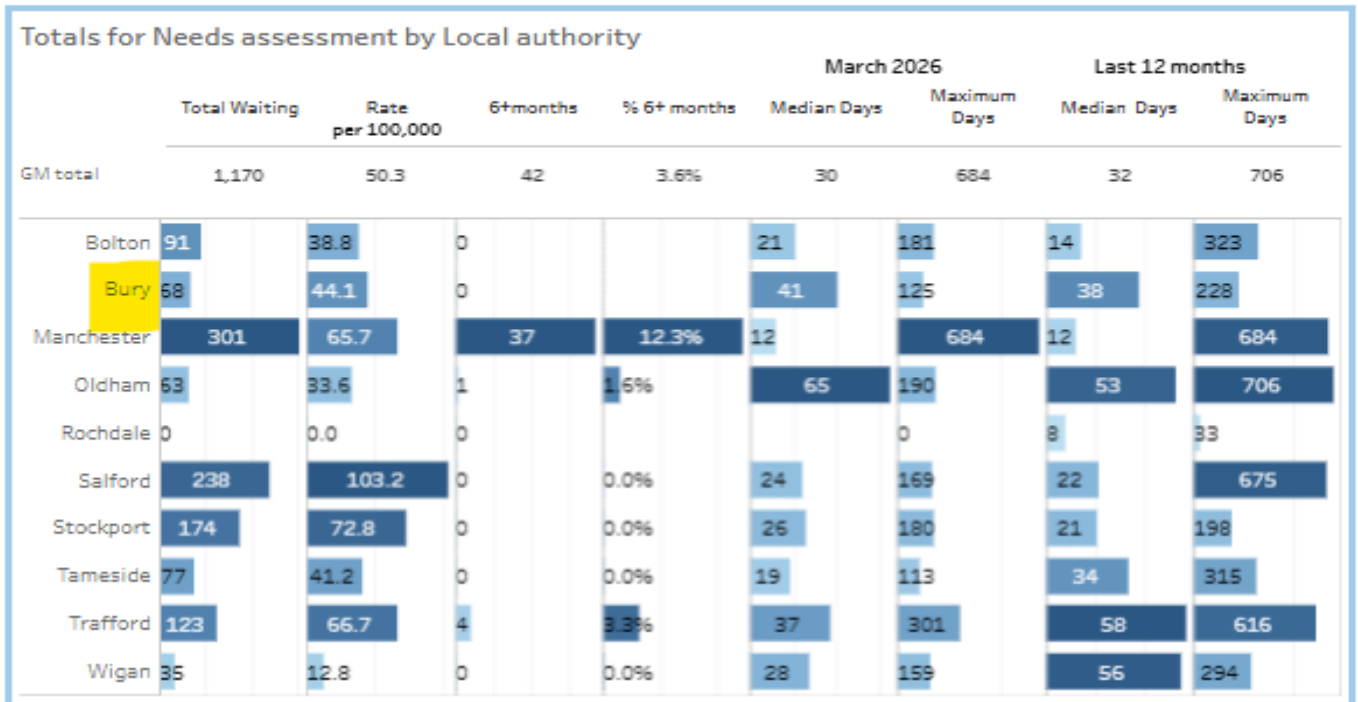 Totals for Needs assessment by Local authority
March 2026 Last 12 months
Total Waiting Rate per 100,000 6+months % 6+ months Median Days Maximum Days Median Days Maximum Days
GM total 1,170 50.3 42 3.6% 30 684 32 706
Bolton 91 38.8 0 21 181 14 323
Bury 68 44.1 0 41 125 38 228
Manchester 301 65.7 37 12.3% 12 684 12 684
Oldham 63 33.6 1 1.6% 65 190 53 706
Rochdale 0 0.0 0 0 8 33
Salford 238 103.2 0 0.0% 24 169 22 675
Stockport 174 72.8 0 0.0% 26 180 21 198
Tameside 77 41.2 0 0.0% 19 113 34 315
Trafford 123 66.7 4 3.3% 37 301 58 616
Wigan 35 12.8 0 0.0% 28 159 56 294